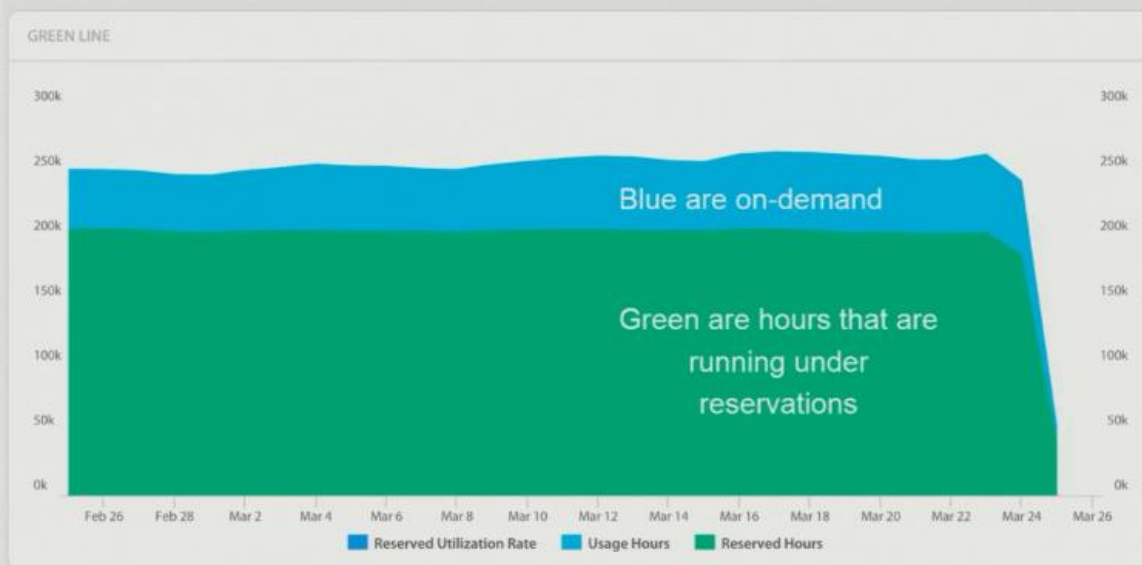 GREEN LINE
300k 300k
250k 250k
200k 200k
150k 150k
100k 100k
50k 50k
0k 0k
Blue are on-demand
Green are hours that are
running under
reservations
Feb 26 Feb 28 Mar 2 Mar 4 Mar 6 Mar 8 Mar 10 Mar 12 Mar 14 Mar 16 Mar 18 Mar 20 Mar 22 Mar 24 Mar 26
Reserved Utilization Rate Usage Hours Reserved Hours